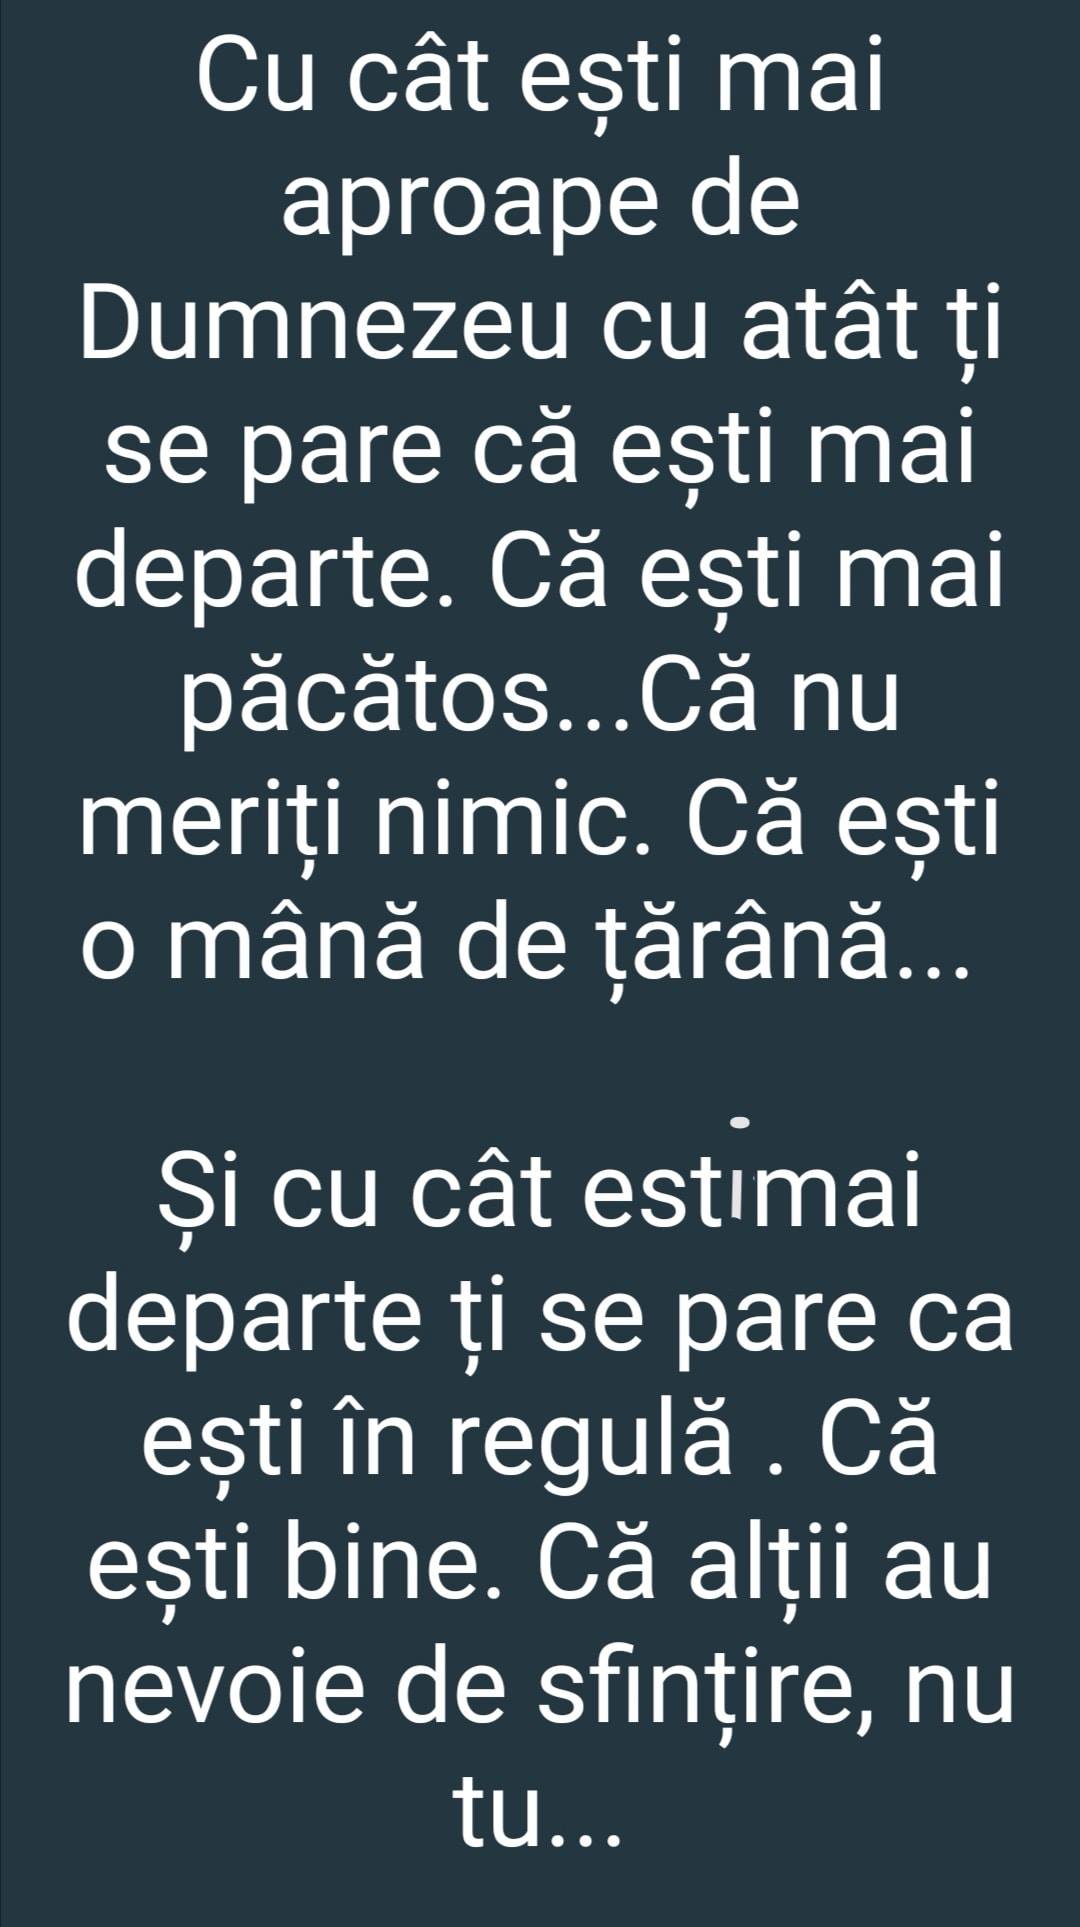 Cu cât ești mai
aproape de
Dumnezeu cu atât ți
se pare că ești mai
departe. Că ești mai
păcătos...Că nu
meriți nimic. Că ești
o mână de țărână...
Și cu cât esti mai
departe ți se pare ca
ești în regulă . Că
ești bine. Că alții au
nevoie de sfințire, nu
tu...